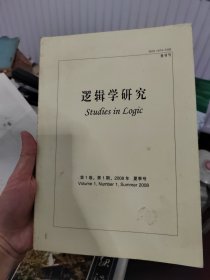 逻辑学研究
Studies in Logic
第1卷，第1期，2008年 夏季号
Volume 1, Number 1, Summer 2008